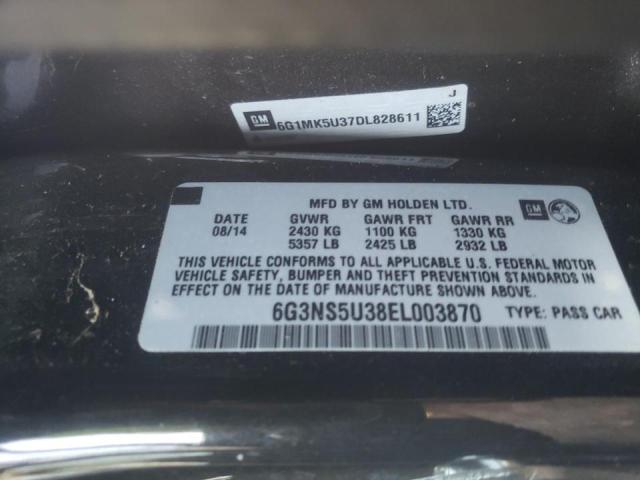 J
GM
6G1MK5U37DL828611
MFD BY GM HOLDEN LTD.
GM
DATE GVWR GAWR FRT GAWR RR
08/14 2430 KG 1100 KG 1330 KG
5357 LB 2425 LB 2932 LB
THIS VEHICLE CONFORMS TO ALL APPLICABLE U.S. FEDERAL MOTOR
VEHICLE SAFETY, BUMPER AND THEFT PREVENTION STANDARDS IN
EFFECT ON THE DATE OF MANUFACTURE SHOWN ABOVE.
6G3NS5U38EL003870 TYPE: PASS CAR